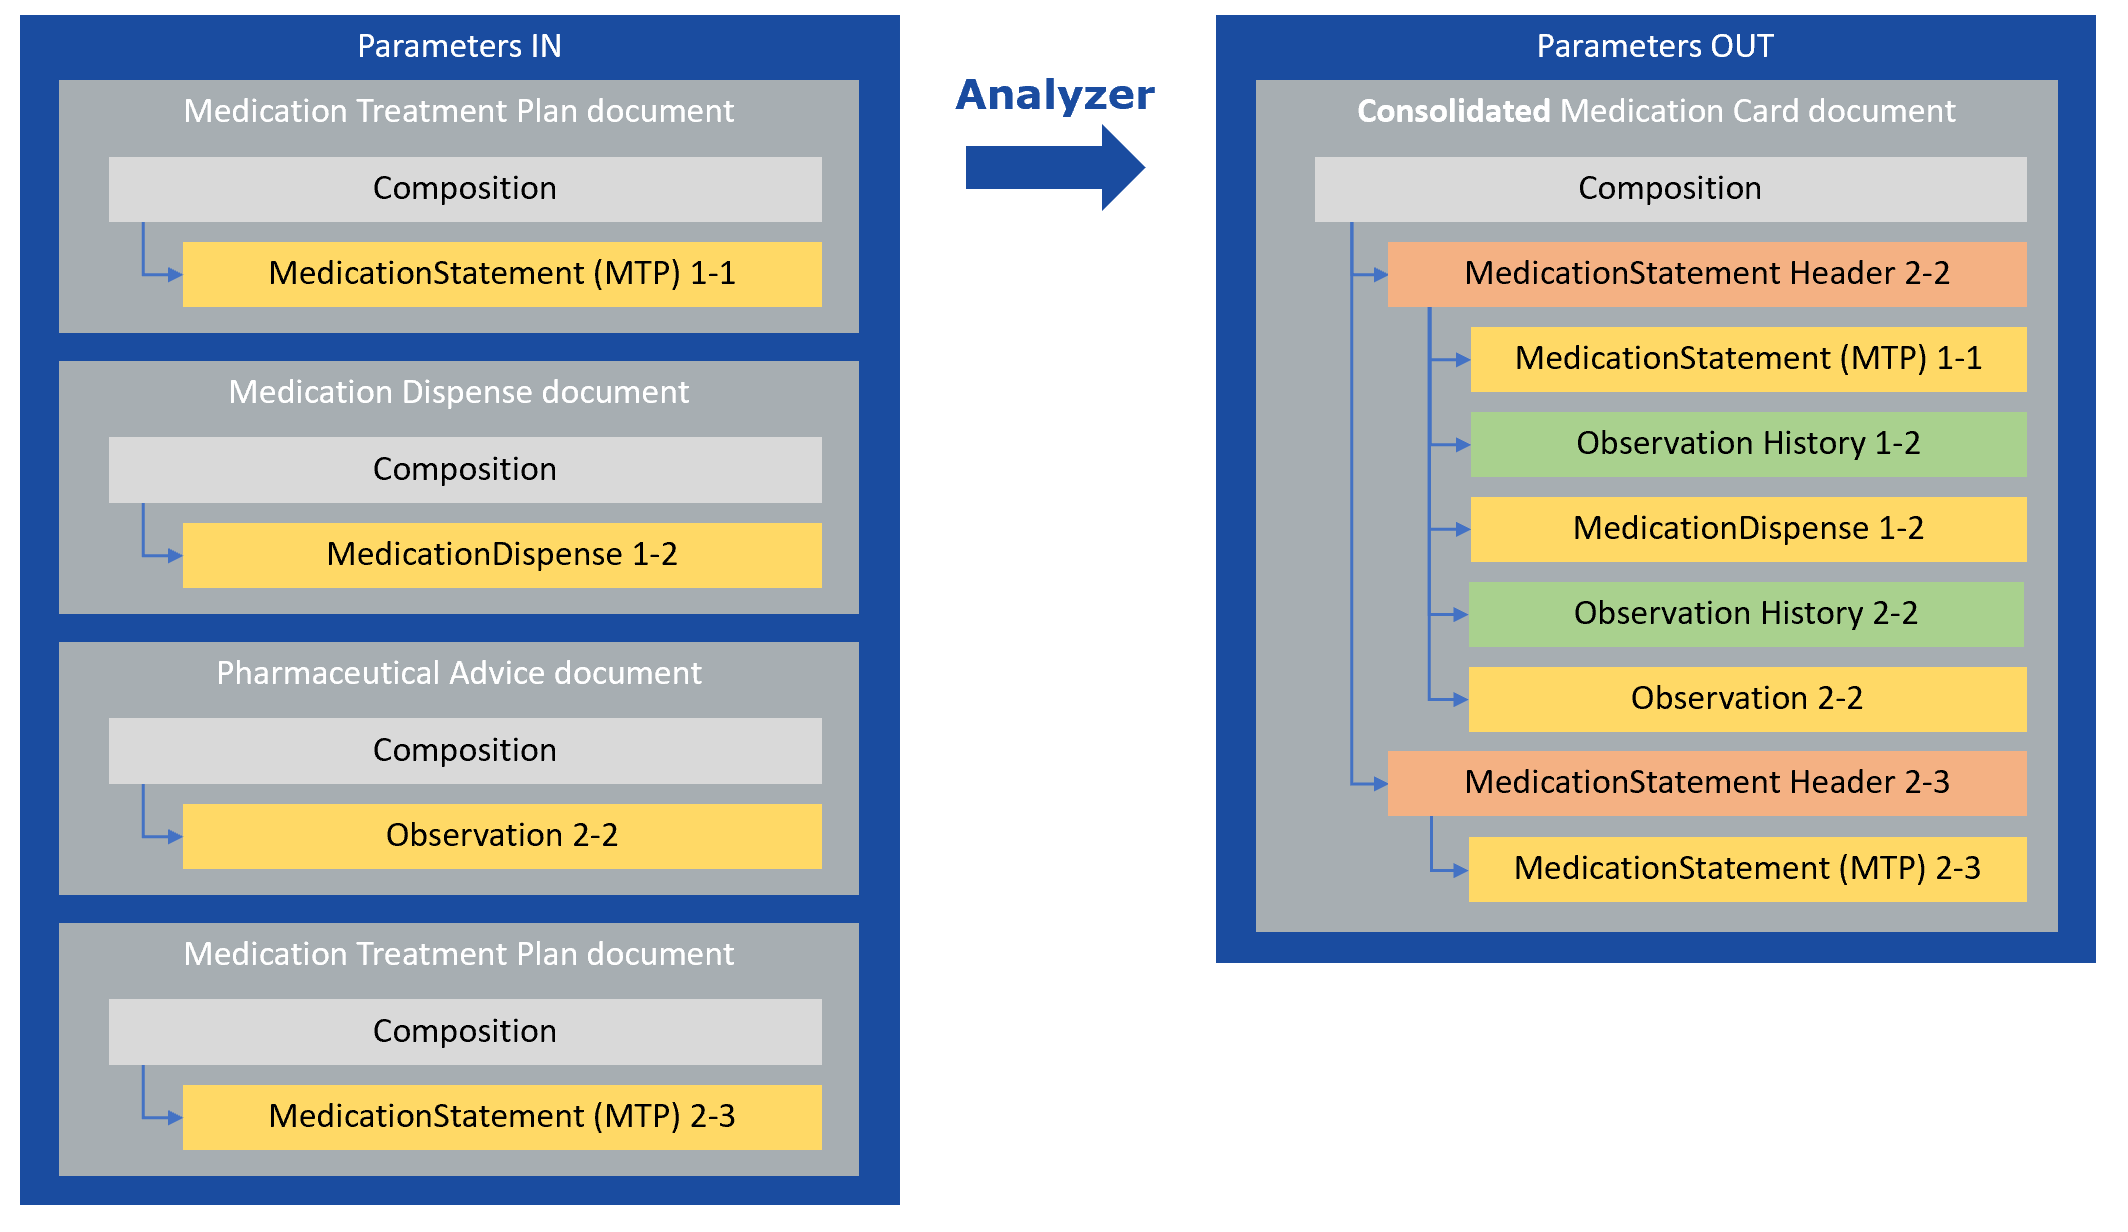 Parameters IN
Medication Treatment Plan document
Composition
MedicationStatement (MTP) 1-1
Medication Dispense document
Composition
MedicationDispense 1-2
Pharmaceutical Advice document
Composition
Observation 2-2
Medication Treatment Plan document
Composition
MedicationStatement (MTP) 2-3
Analyzer
Parameters OUT
Consolidated Medication Card document
Composition
MedicationStatement Header 2-2
MedicationStatement (MTP) 1-1
Observation History 1-2
MedicationDispense 1-2
Observation History 2-2
Observation 2-2
MedicationStatement Header 2-3
MedicationStatement (MTP) 2-3